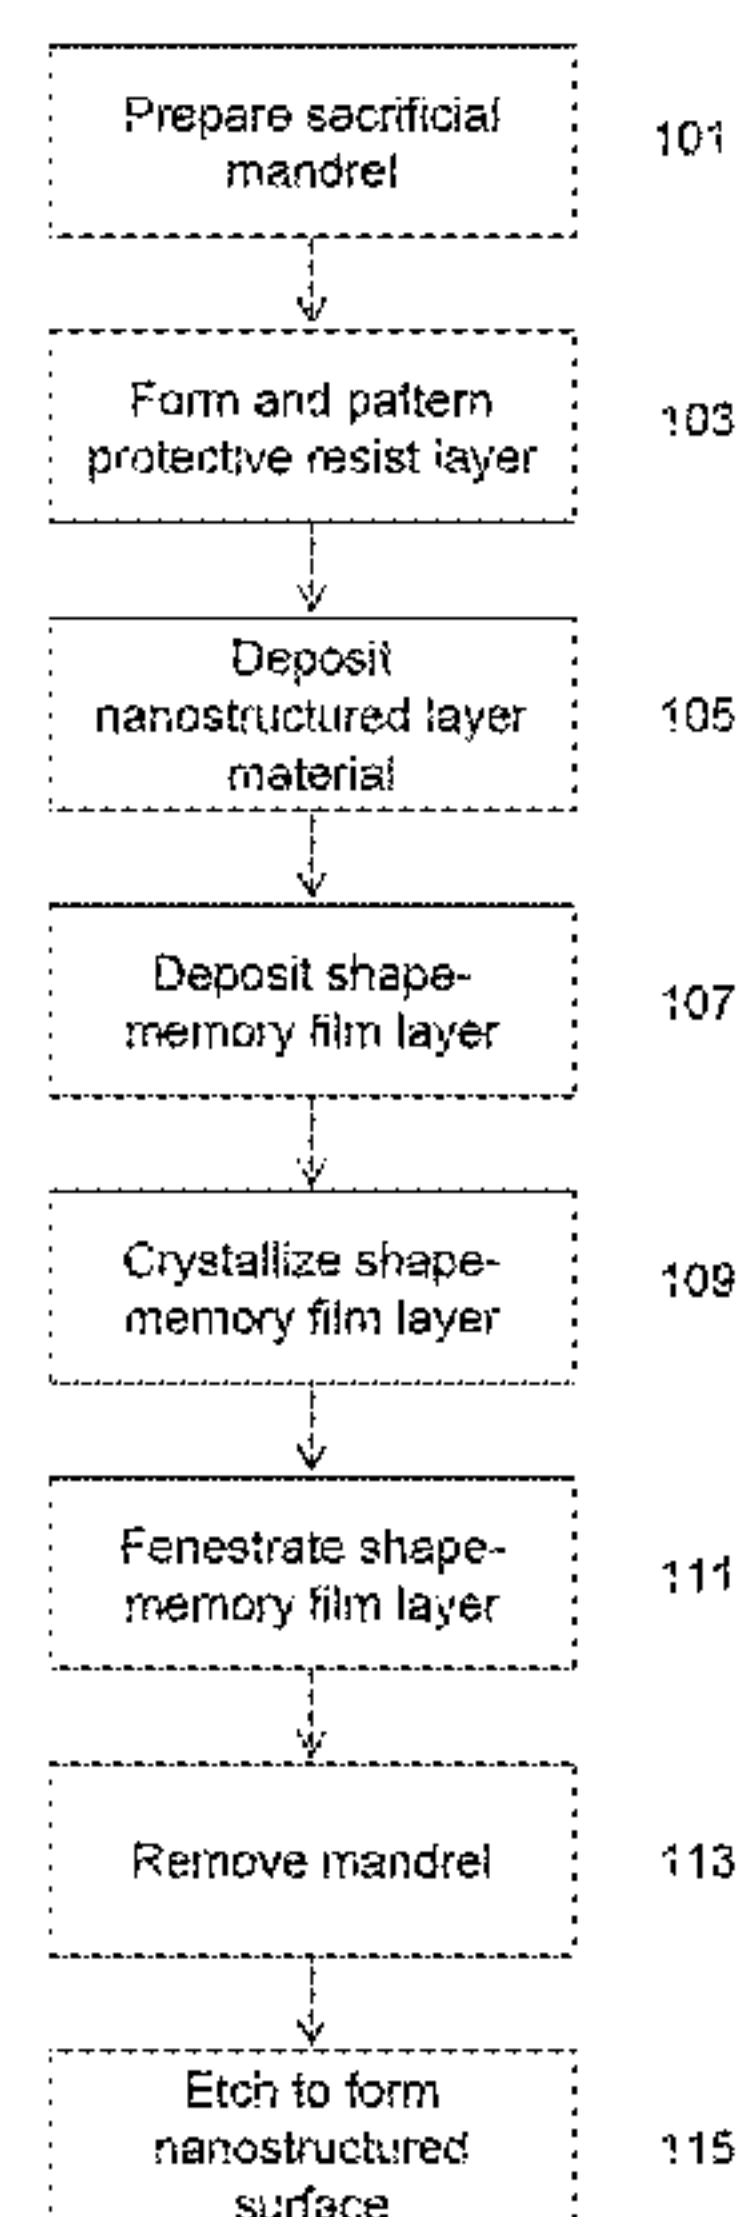 Prepare sacrificial
mandrel
101
Form and pattern
protective resist layer
103
Deposit
nanostructured layer
material
105
Deposit shape-
memory film layer
107
Crystallize shape-
memory film layer
109
Fenestrate shape-
memory film layer
111
Remove mandrel
113
Etch to form
nanostructured
surface
115